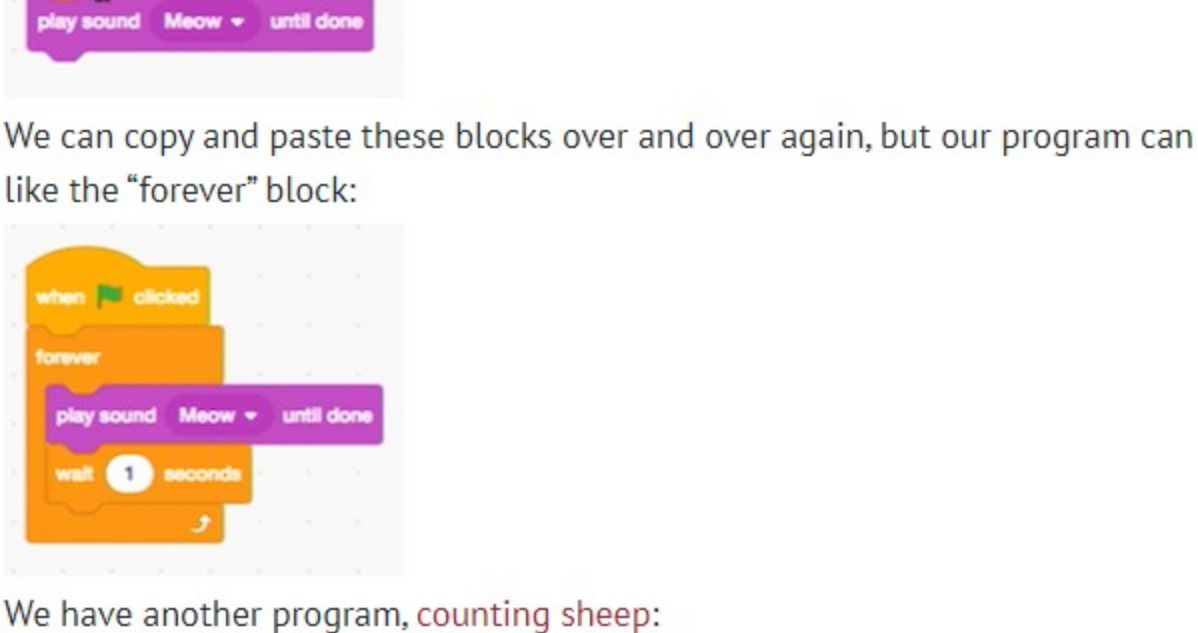 play sound Meow until done
We can copy and paste these blocks over and over again, but our program can
like the “forever” block:
when clicked
forever
play sound Meow until done
wait 1 seconds
We have another program, counting sheep: